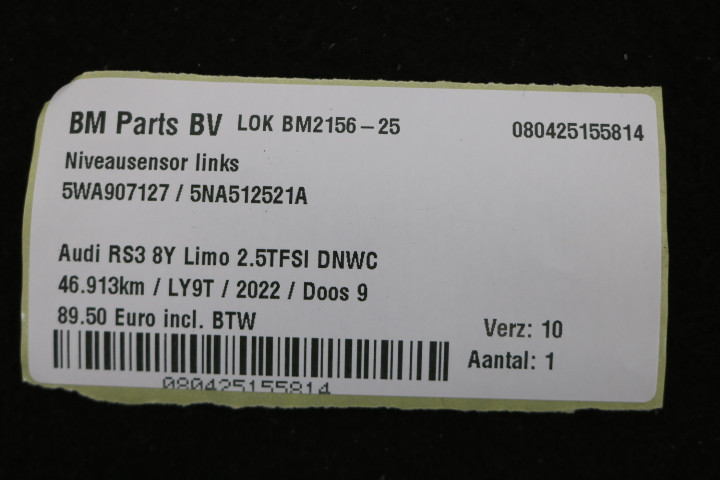 BM Parts BV LOK BM2156-25 080425155814
Niveausensor links
5WA907127 / 5NA512521A
Audi RS3 8Y Limo 2.5TFSI DNWC
46.913km / LY9T / 2022 / Doos 9
89.50 Euro incl. BTW
Verz: 10
Aantal: 1
080425155814